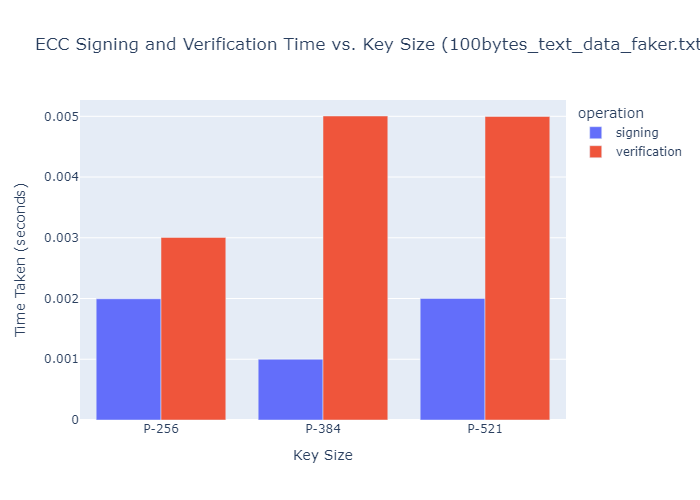 ECC Signing and Verification Time vs. Key Size (100bytes_text_data_faker.txt
operation
signing
verification
0.005
0.004
0.003
0.002
0.001
0
Time Taken (seconds)
P-256 P-384 P-521
Key Size